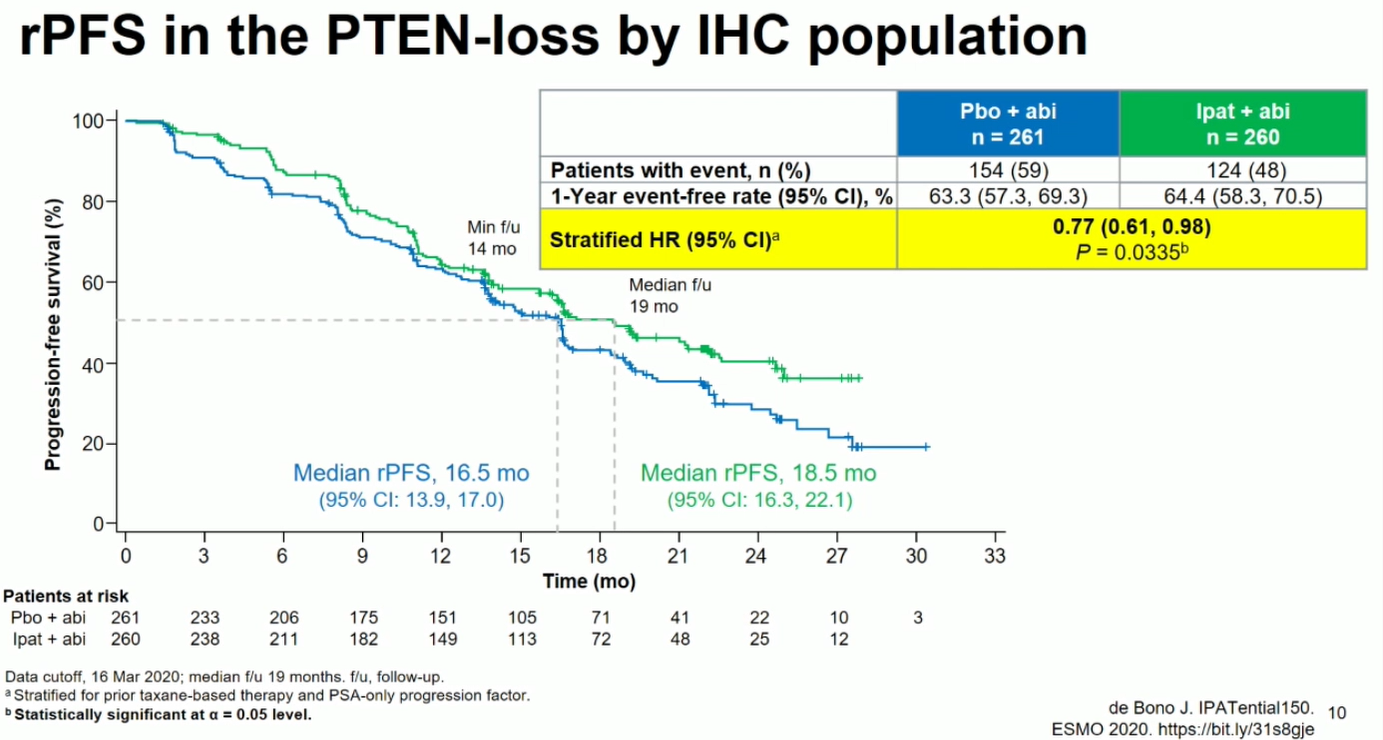 rPFS in the PTEN-loss by IHC population
Pbo + abi
n = 261
Ipat + abi
n = 260
Patients with event, n (%) 154 (59) 124 (48)
1-Year event-free rate (95% CI), % 63.3 (57.3, 69.3) 64.4 (58.3, 70.5)
Stratified HR (95% CI)ᵃ
0.77 (0.61, 0.98)
P = 0.0335ᵇ
Progression-free survival (%)
100
80
60
40
20
0
Min f/u
14 mo
Median f/u
19 mo
Median rPFS, 16.5 mo
(95% CI: 13.9, 17.0)
Median rPFS, 18.5 mo
(95% CI: 16.3, 22.1)
0 3 6 9 12 15 18 21 24 27 30 33
Time (mo)
Patients at risk
Pbo + abi 261 233 206 175 151 105 71 41 22 10 3
Ipat + abi 260 238 211 182 149 113 72 48 25 12
Data cutoff, 16 Mar 2020; median f/u 19 months. f/u, follow-up.
ᵃ Stratified for prior taxane-based therapy and PSA-only progression factor.
ᵇ Statistically significant at α = 0.05 level.
de Bono J. IPATential150.
ESMO 2020. https://bit.ly/31s8gje
10